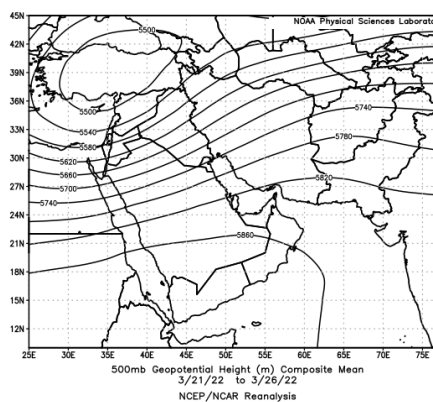 NOAA Physical Sciences Laborato
45N
42N
39N
36N
33N
30N
27N
24N
21N
18N
15N
12N
5500
5500
5540
5580
5620
5660
5700
5740
5740
5780
5820
5860
25E 30E 35E 40E 45E 50E 55E 60E 65E 70E 75E
500mb Geopotential Height (m) Composite Mean
3/21/22 to 3/26/22
NCEP/NCAR Reanalysis